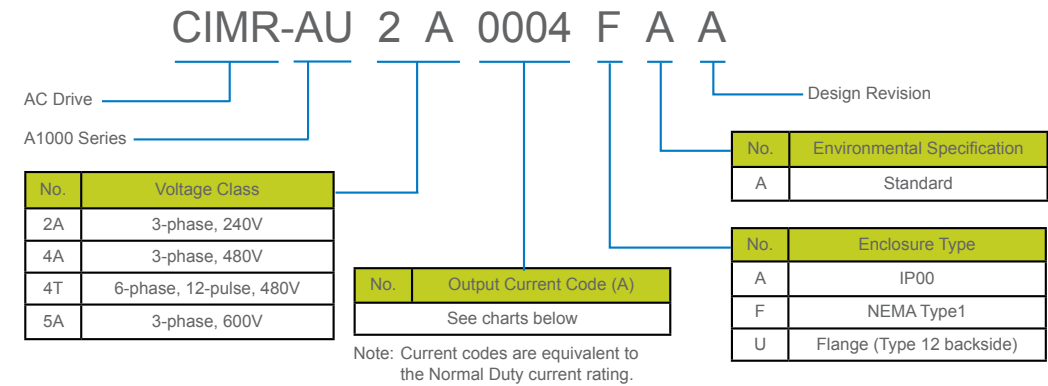 CIMR-AU 2 A 0004 F A A
AC Drive
Design Revision
A1000 Series
No. Environmental Specification
A Standard
No. Voltage Class
2A 3-phase, 240V
4A 3-phase, 480V
4T 6-phase, 12-pulse, 480V
5A 3-phase, 600V
No. Output Current Code (A)
See charts below
Note: Current codes are equivalent to
the Normal Duty current rating.
No. Enclosure Type
A IP00
F NEMA Type1
U Flange (Type 12 backside)